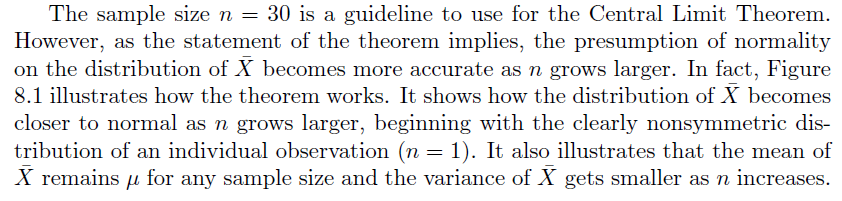 The sample size n = 30 is a guideline to use for the Central Limit Theorem.
However, as the statement of the theorem implies, the presumption of normality
on the distribution of X̄ becomes more accurate as n grows larger. In fact, Figure
8.1 illustrates how the theorem works. It shows how the distribution of X̄ becomes
closer to normal as n grows larger, beginning with the clearly nonsymmetric dis-
tribution of an individual observation (n = 1). It also illustrates that the mean of
X̄ remains μ for any sample size and the variance of X̄ gets smaller as n increases.